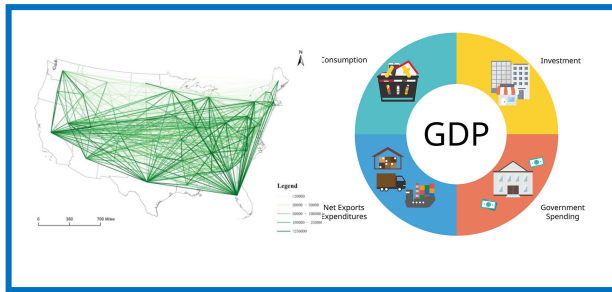 N
Legend
0 350 700 Miles
Consumption
Investment
GDP
Net Exports
Expenditures
Government
Spending